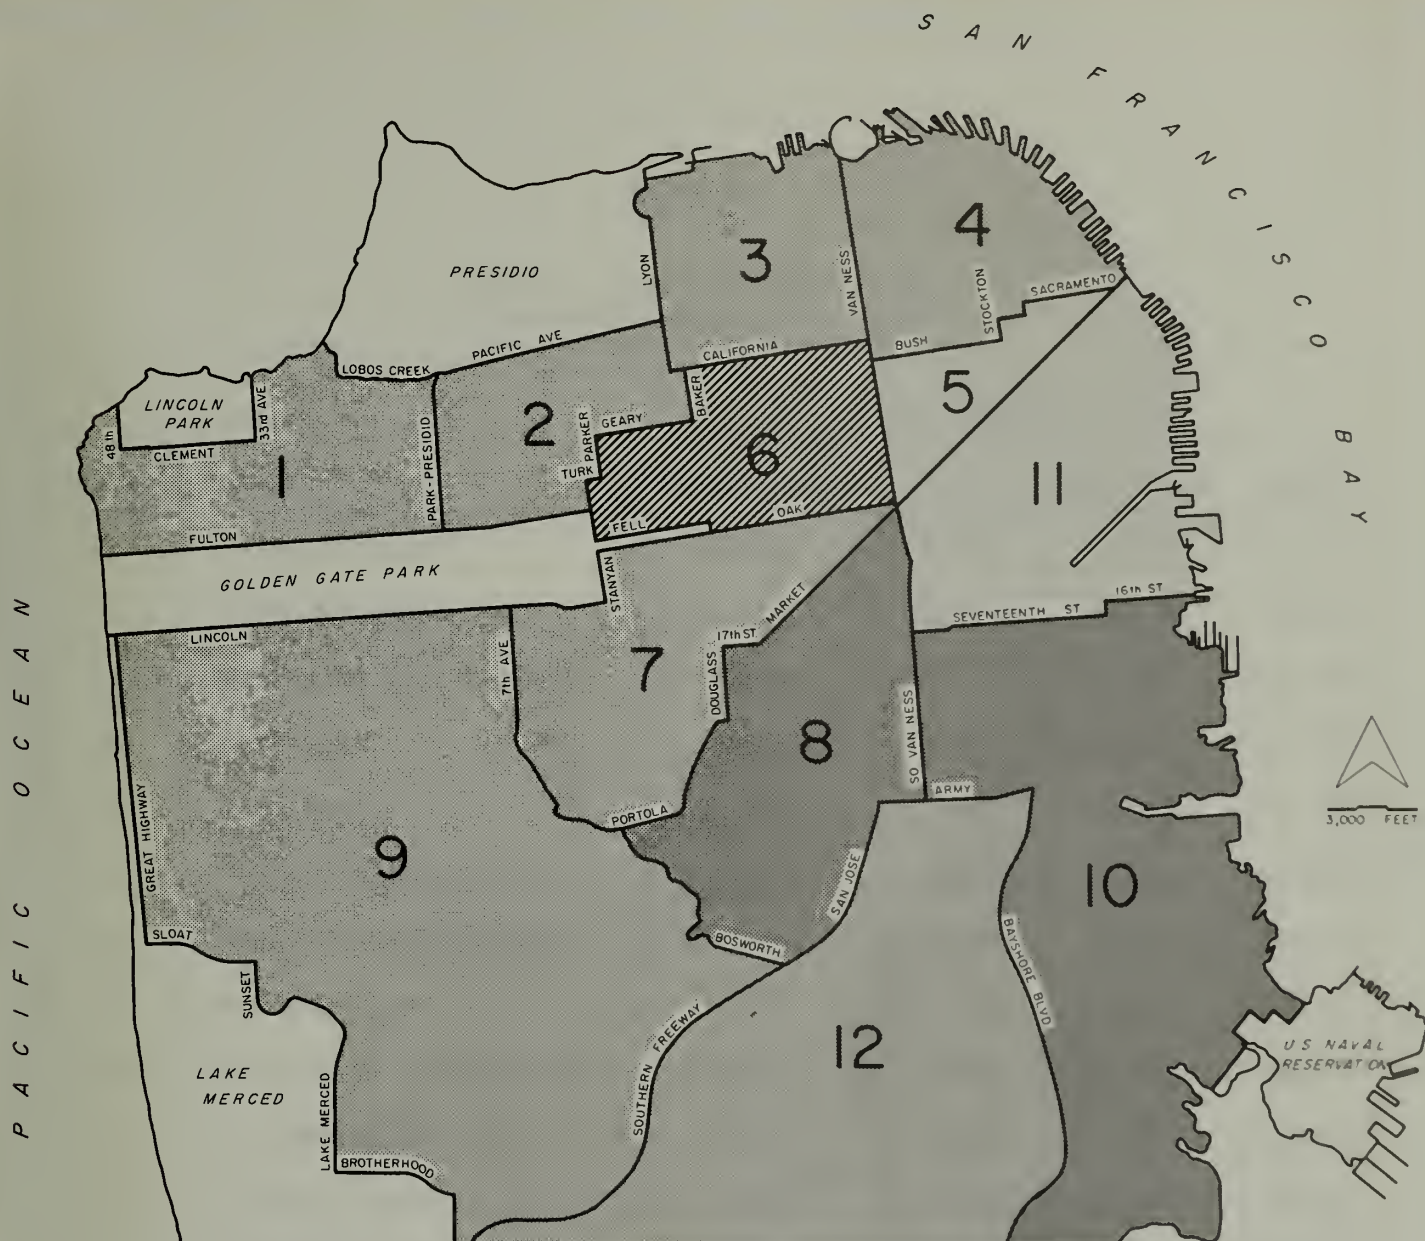 SAN FRANCISCO BAY
PRESIDIO
3
4
LYON
VAN NESS
STOCKTON
SACRAMENTO
PACIFIC AVE
CALIFORNIA
BUSH
LOBOS CREEK
LINCOLN
PARK
33rd AVE
48th
CLEMENT
1
PARK-PRESIDIO
2
PARKER
GEARY
BAKER
TURK
6
5
11
FULTON
FELL
OAK
GOLDEN GATE PARK
STANYAN
MARKET
16th ST
SEVENTEENTH ST
LINCOLN
7th AVE
17th ST.
7
DOUGLASS
8
SO VAN NESS
ARMY
PORTOLA
3,000 FEET
PACIFIC OCEAN
GREAT HIGHWAY
9
SAN JOSE
10
SLOAT
BOSWORTH
BAYSHORE BLVD
SUNSET
SOUTHERN FREEWAY
12
U S NAVAL
RESERVATION
LAKE
MERCED
LAKE MERCED
BROTHERHOOD